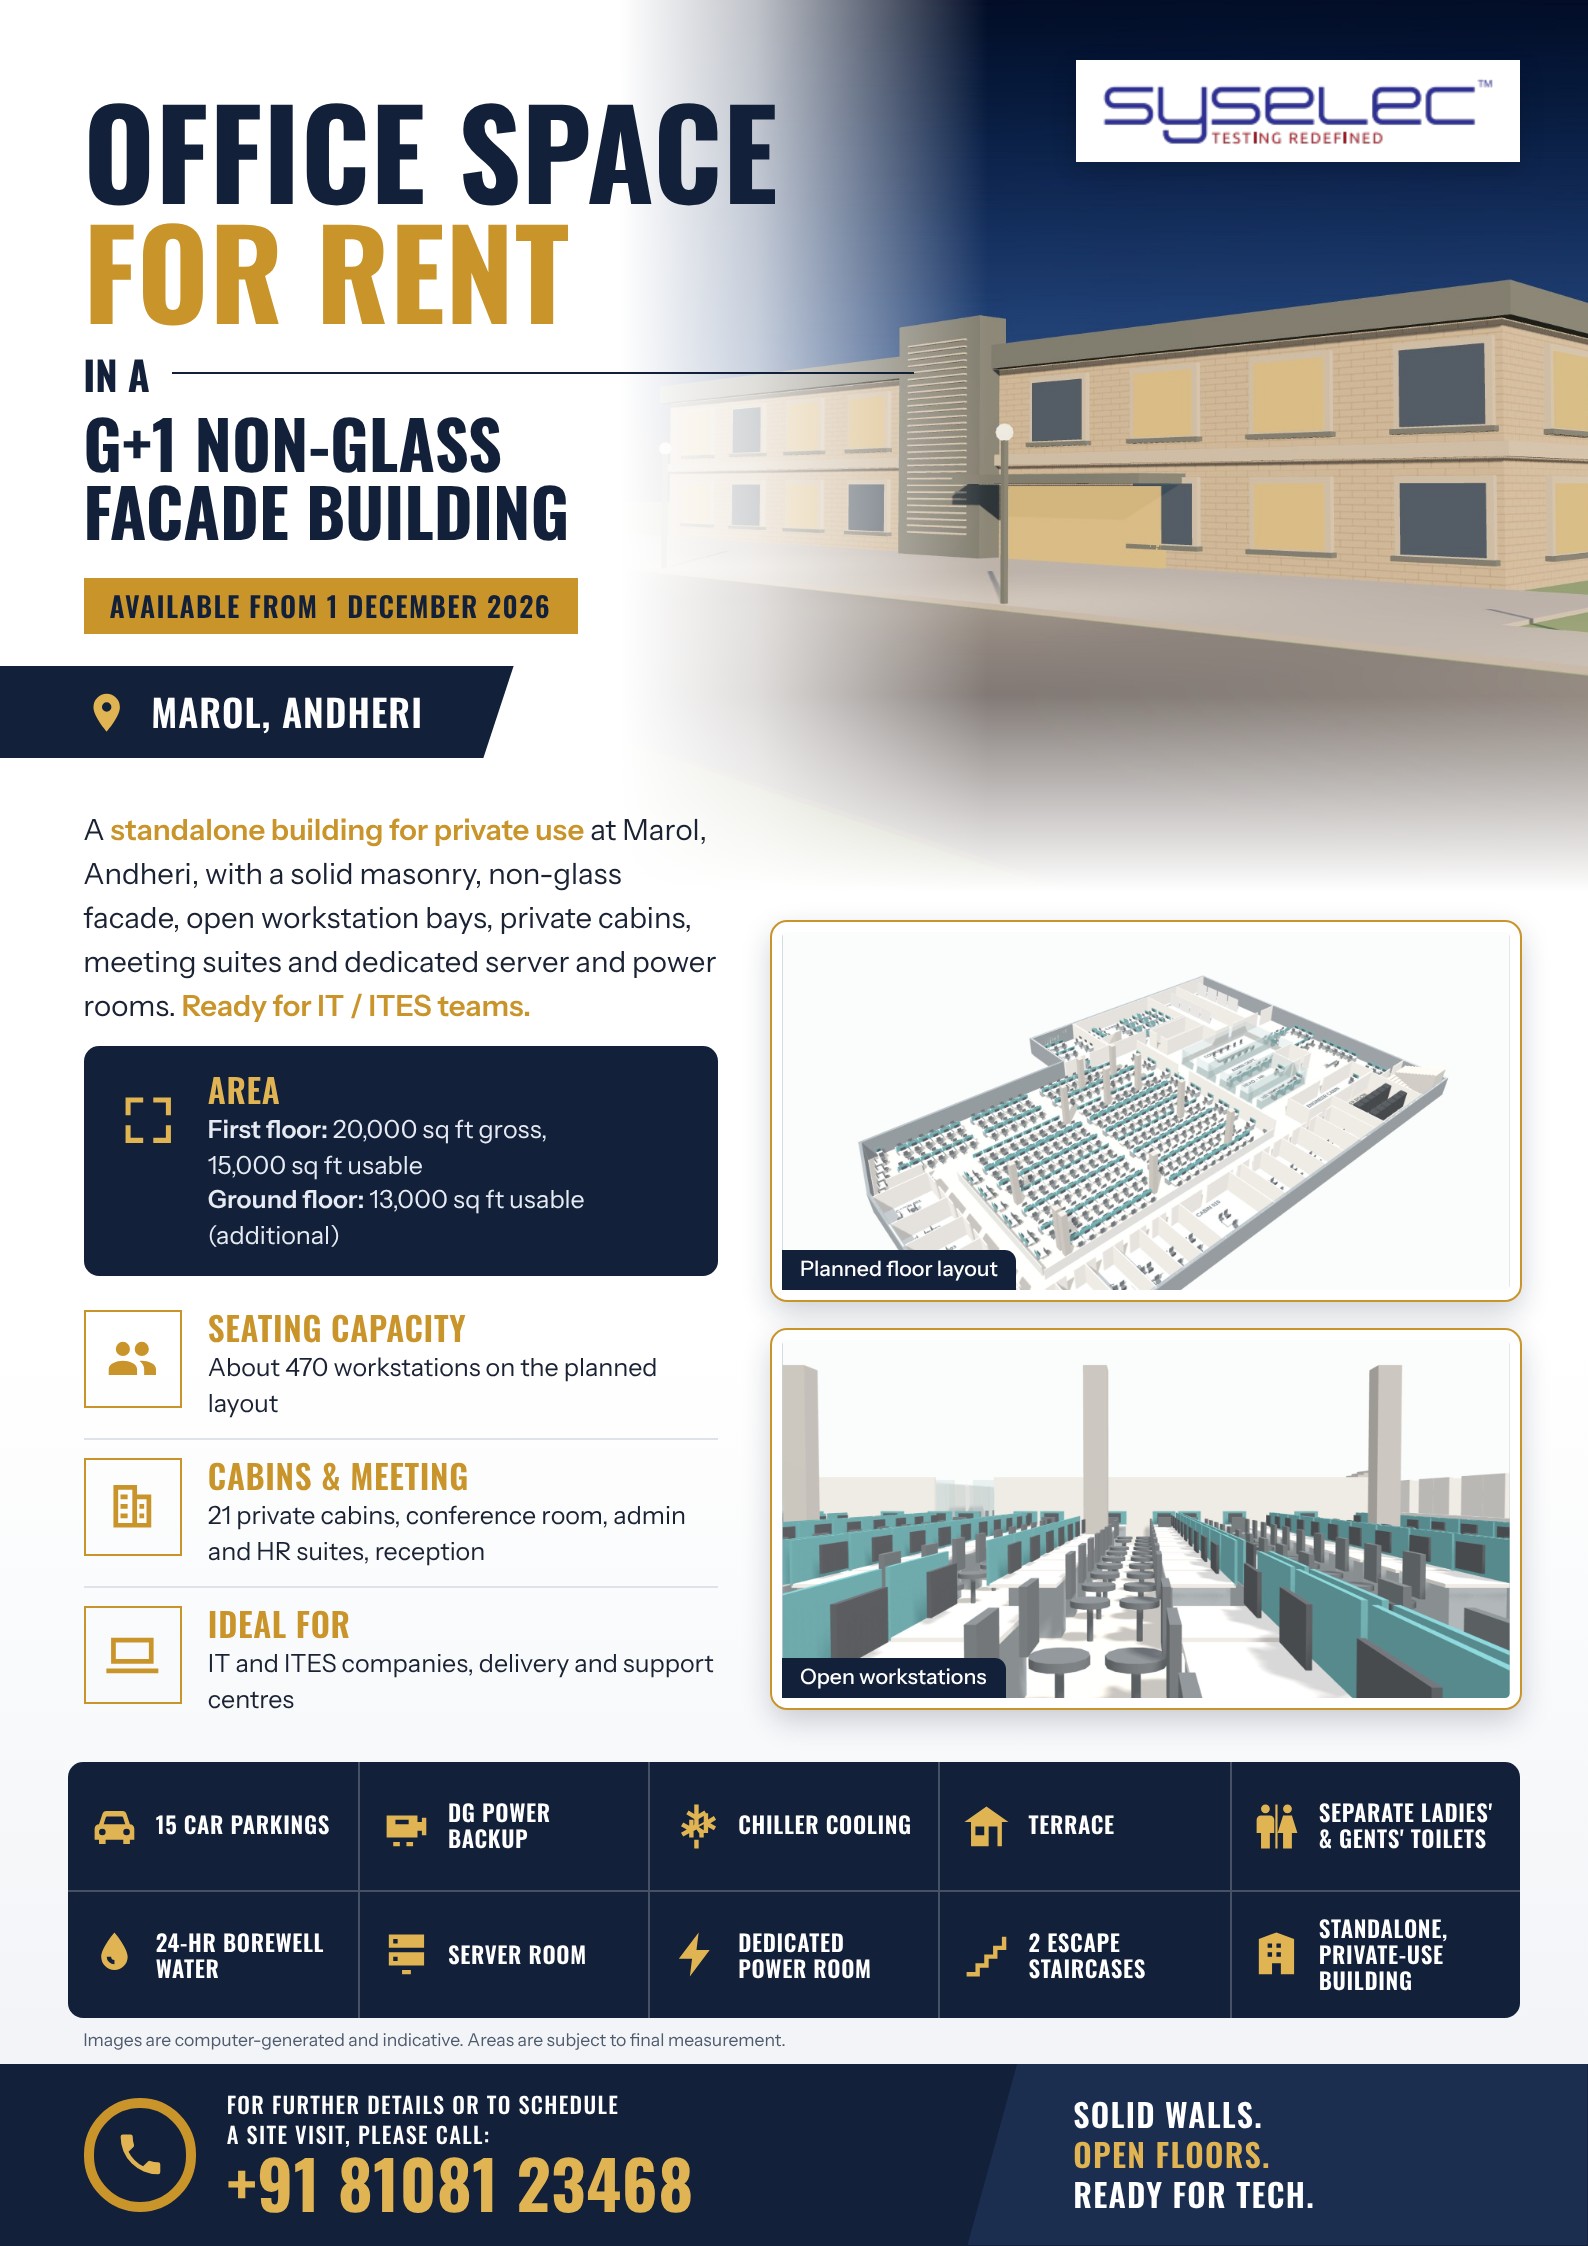 syselec™
TESTING REDEFINED
OFFICE SPACE
FOR RENT
IN A
G+1 NON-GLASS
FACADE BUILDING
AVAILABLE FROM 1 DECEMBER 2026
MAROL, ANDHERI
A standalone building for private use at Marol,
Andheri, with a solid masonry, non-glass
facade, open workstation bays, private cabins,
meeting suites and dedicated server and power
rooms. Ready for IT / ITES teams.
AREA
First floor: 20,000 sq ft gross,
15,000 sq ft usable
Ground floor: 13,000 sq ft usable
(additional)
SEATING CAPACITY
About 470 workstations on the planned
layout
CABINS & MEETING
21 private cabins, conference room, admin
and HR suites, reception
IDEAL FOR
IT and ITES companies, delivery and support
centres
Planned floor layout
Open workstations
15 CAR PARKINGS
DG POWER
BACKUP
CHILLER COOLING
TERRACE
SEPARATE LADIES'
& GENTS' TOILETS
24-HR BOREWELL
WATER
SERVER ROOM
DEDICATED
POWER ROOM
2 ESCAPE
STAIRCASES
STANDALONE,
PRIVATE-USE
BUILDING
Images are computer-generated and indicative. Areas are subject to final measurement.
FOR FURTHER DETAILS OR TO SCHEDULE
A SITE VISIT, PLEASE CALL:
+91 81081 23468
SOLID WALLS.
OPEN FLOORS.
READY FOR TECH.